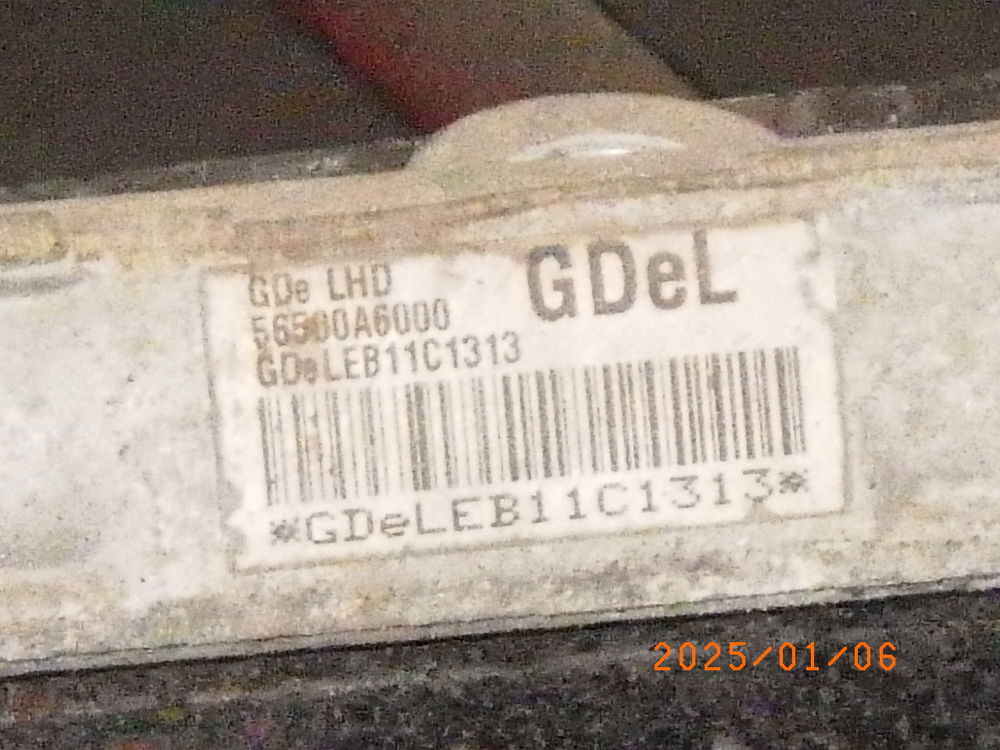 GDe LHD
GDeL
56500A6000
GDeLEB11C1313
*GDeLEB11C1313*
2025/01/06